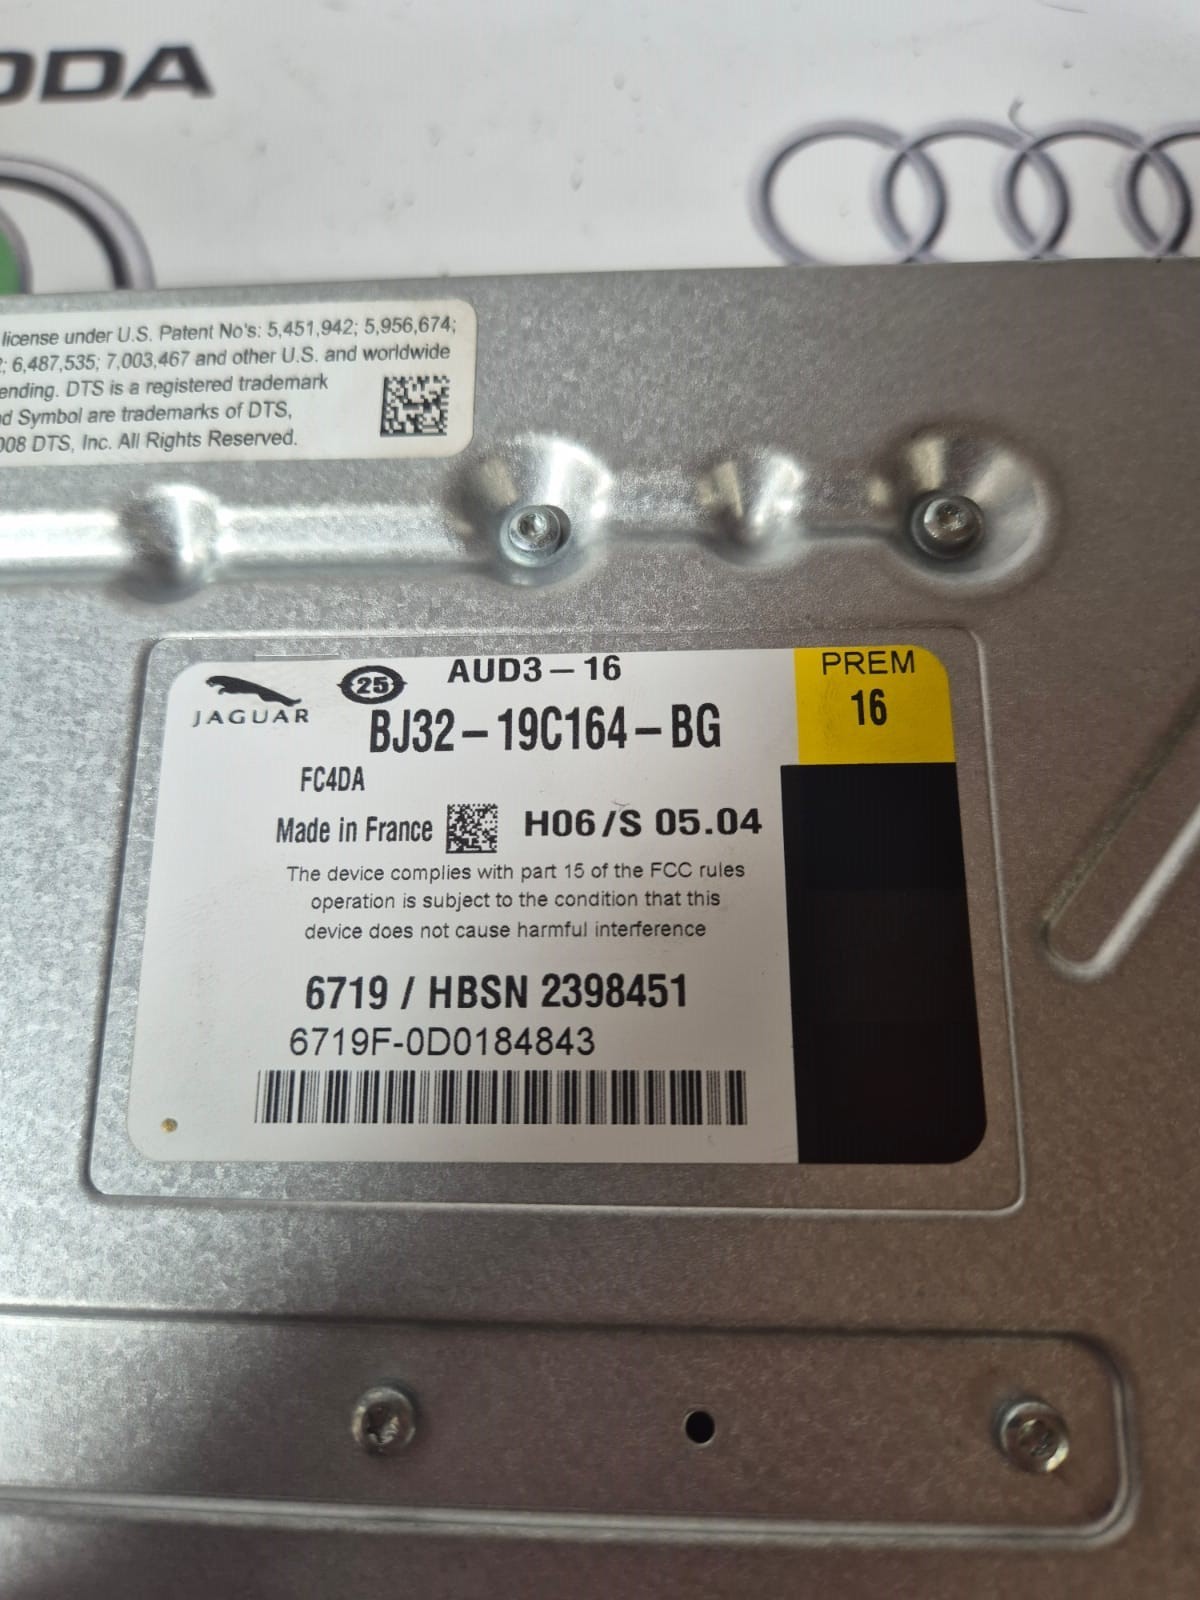 ODA
license under U.S. Patent No's: 5,451,942; 5,956,674;
; 6,487,535; 7,003,467 and other U.S. and worldwide
ending. DTS is a registered trademark
d Symbol are trademarks of DTS,
008 DTS, Inc. All Rights Reserved.
JAGUAR
25
AUD3-16
PREM
16
BJ32-19C164-BG
FC4DA
Made in France
H06/S 05.04
The device complies with part 15 of the FCC rules
operation is subject to the condition that this
device does not cause harmful interference
6719 / HBSN 2398451
6719F-0D0184843